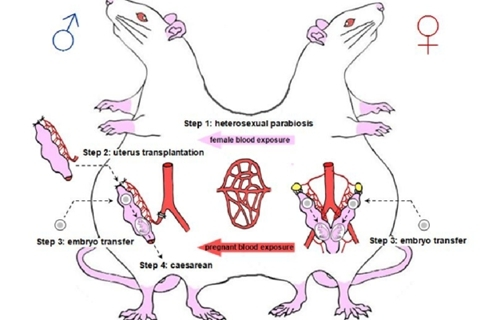 ♂
♀
Step 1: heterosexual parabiosis
female blood exposure
Step 2: uterus transplantation
Step 3: embryo transfer
Step 3: embryo transfer
pregnant blood exposure
Step 4: caesarean